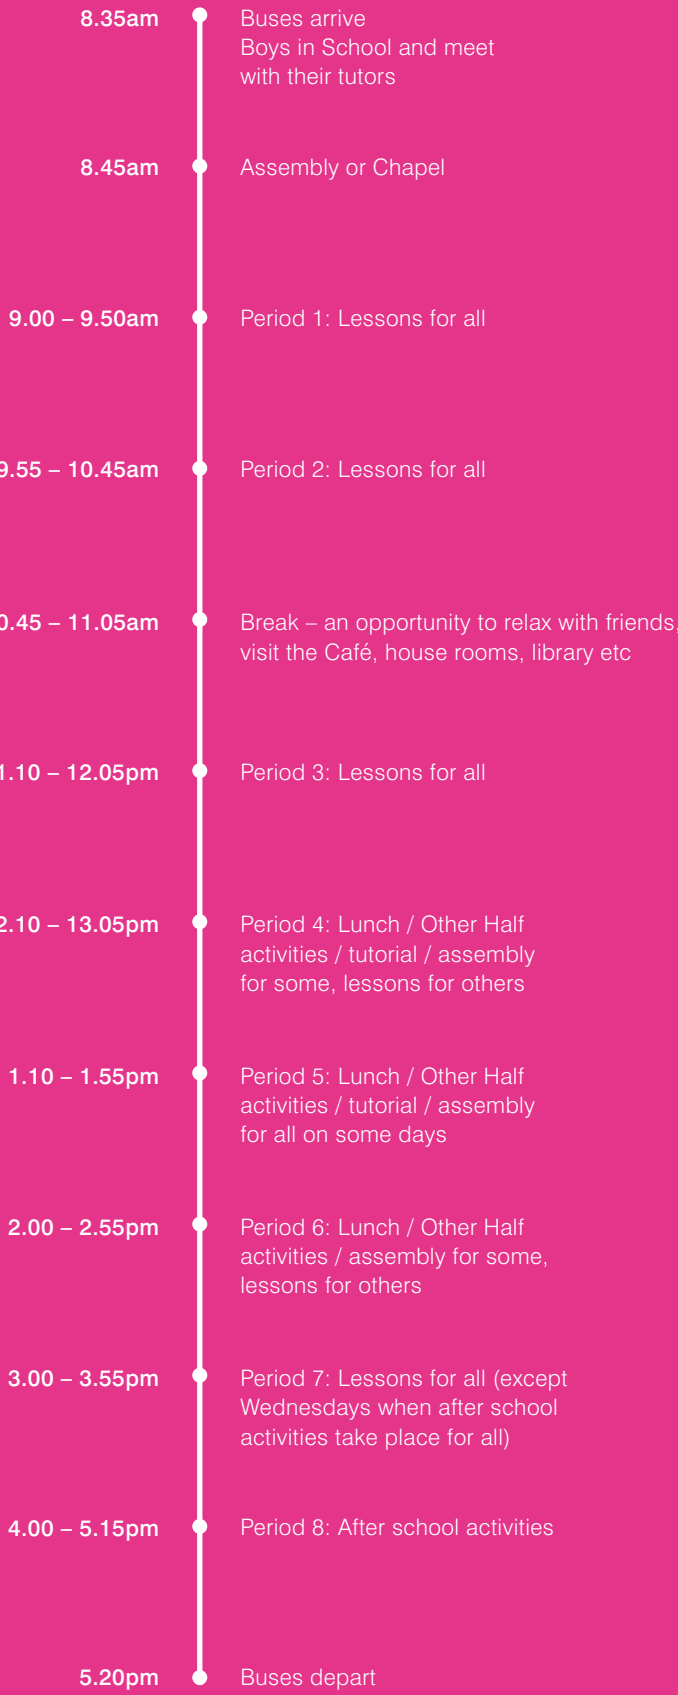 8.35am
Buses arrive
Boys in School and meet
with their tutors
8.45am
Assembly or Chapel
9.00 – 9.50am
Period 1: Lessons for all
9.55 – 10.45am
Period 2: Lessons for all
0.45 – 11.05am
Break – an opportunity to relax with friends,
visit the Café, house rooms, library etc
1.10 – 12.05pm
Period 3: Lessons for all
2.10 – 13.05pm
Period 4: Lunch / Other Half
activities / tutorial / assembly
for some, lessons for others
1.10 – 1.55pm
Period 5: Lunch / Other Half
activities / tutorial / assembly
for all on some days
2.00 – 2.55pm
Period 6: Lunch / Other Half
activities / assembly for some,
lessons for others
3.00 – 3.55pm
Period 7: Lessons for all (except
Wednesdays when after school
activities take place for all)
4.00 – 5.15pm
Period 8: After school activities
5.20pm
Buses depart